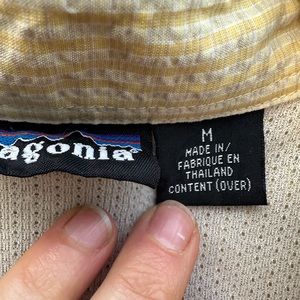 agonia
M
MADE IN/
FABRIQUE EN
THAILAND
CONTENT (OVER)